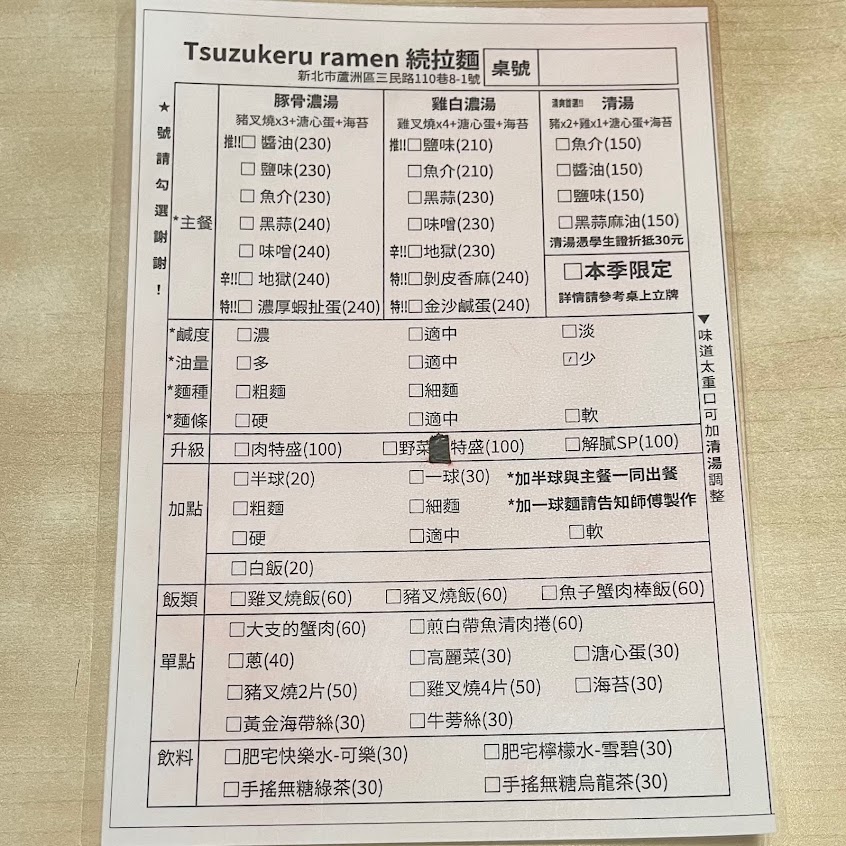 Tsuzukeru ramen 続拉麵
新北市蘆洲區三民路110巷8-1號
桌號
★號請勾選謝謝！
*主餐
豚骨濃湯
豬叉燒x3+溏心蛋+海苔
推!!□醬油(230)
□鹽味(230)
□魚介(230)
□黑蒜(240)
□味噌(240)
辛!!□地獄(240)
特!!□濃厚蝦扯蛋(240)
雞白濃湯
雞叉燒x4+溏心蛋+海苔
推!!□鹽味(210)
□魚介(210)
□黑蒜(230)
□味噌(230)
辛!!□地獄(230)
特!!□剝皮香麻(240)
特!!□金沙鹹蛋(240)
清爽首選!! 清湯
豬x2+雞x1+溏心蛋+海苔
□魚介(150)
□醬油(150)
□鹽味(150)
□黑蒜麻油(150)
清湯憑學生證折抵30元
□本季限定
詳情請參考桌上立牌
*鹹度 □濃 □適中 □淡
*油量 □多 □適中 □少
*麵種 □粗麵 □細麵
*麵條 □硬 □適中 □軟
升級 □肉特盛(100) □野菜特盛(100) □解膩SP(100)
加點
□半球(20) □一球(30) *加半球與主餐一同出餐
□粗麵 □細麵 *加一球麵請告知師傅製作
□硬 □適中 □軟
□白飯(20)
飯類 □雞叉燒飯(60) □豬叉燒飯(60) □魚子蟹肉棒飯(60)
單點
□大支的蟹肉(60) □煎白帶魚清肉捲(60)
□蔥(40) □高麗菜(30) □溏心蛋(30)
□豬叉燒2片(50) □雞叉燒4片(50) □海苔(30)
□黃金海帶絲(30) □牛蒡絲(30)
飲料 □肥宅快樂水-可樂(30) □肥宅檸檬水-雪碧(30)
□手搖無糖綠茶(30) □手搖無糖烏龍茶(30)
▼味道太重口可加清湯調整